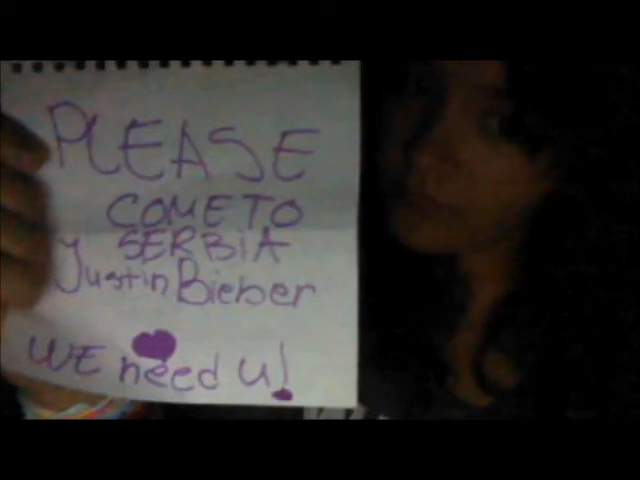 PLEASE
COME TO
SERBIA
Justin Bieber
WE need u!